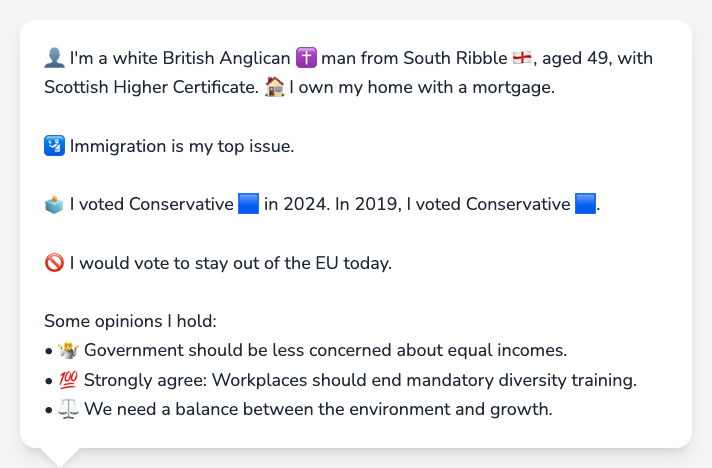 👤 I'm a white British Anglican ✝️ man from South Ribble 🏴󠁧󠁢󠁥󠁮󠁧󠁿, aged 49, with
Scottish Higher Certificate. 🏠 I own my home with a mortgage.
🛂 Immigration is my top issue.
🗳️ I voted Conservative 🟦 in 2024. In 2019, I voted Conservative 🟦.
🚫 I would vote to stay out of the EU today.
Some opinions I hold:
• 🤷 Government should be less concerned about equal incomes.
• 💯 Strongly agree: Workplaces should end mandatory diversity training.
• ⚖️ We need a balance between the environment and growth.